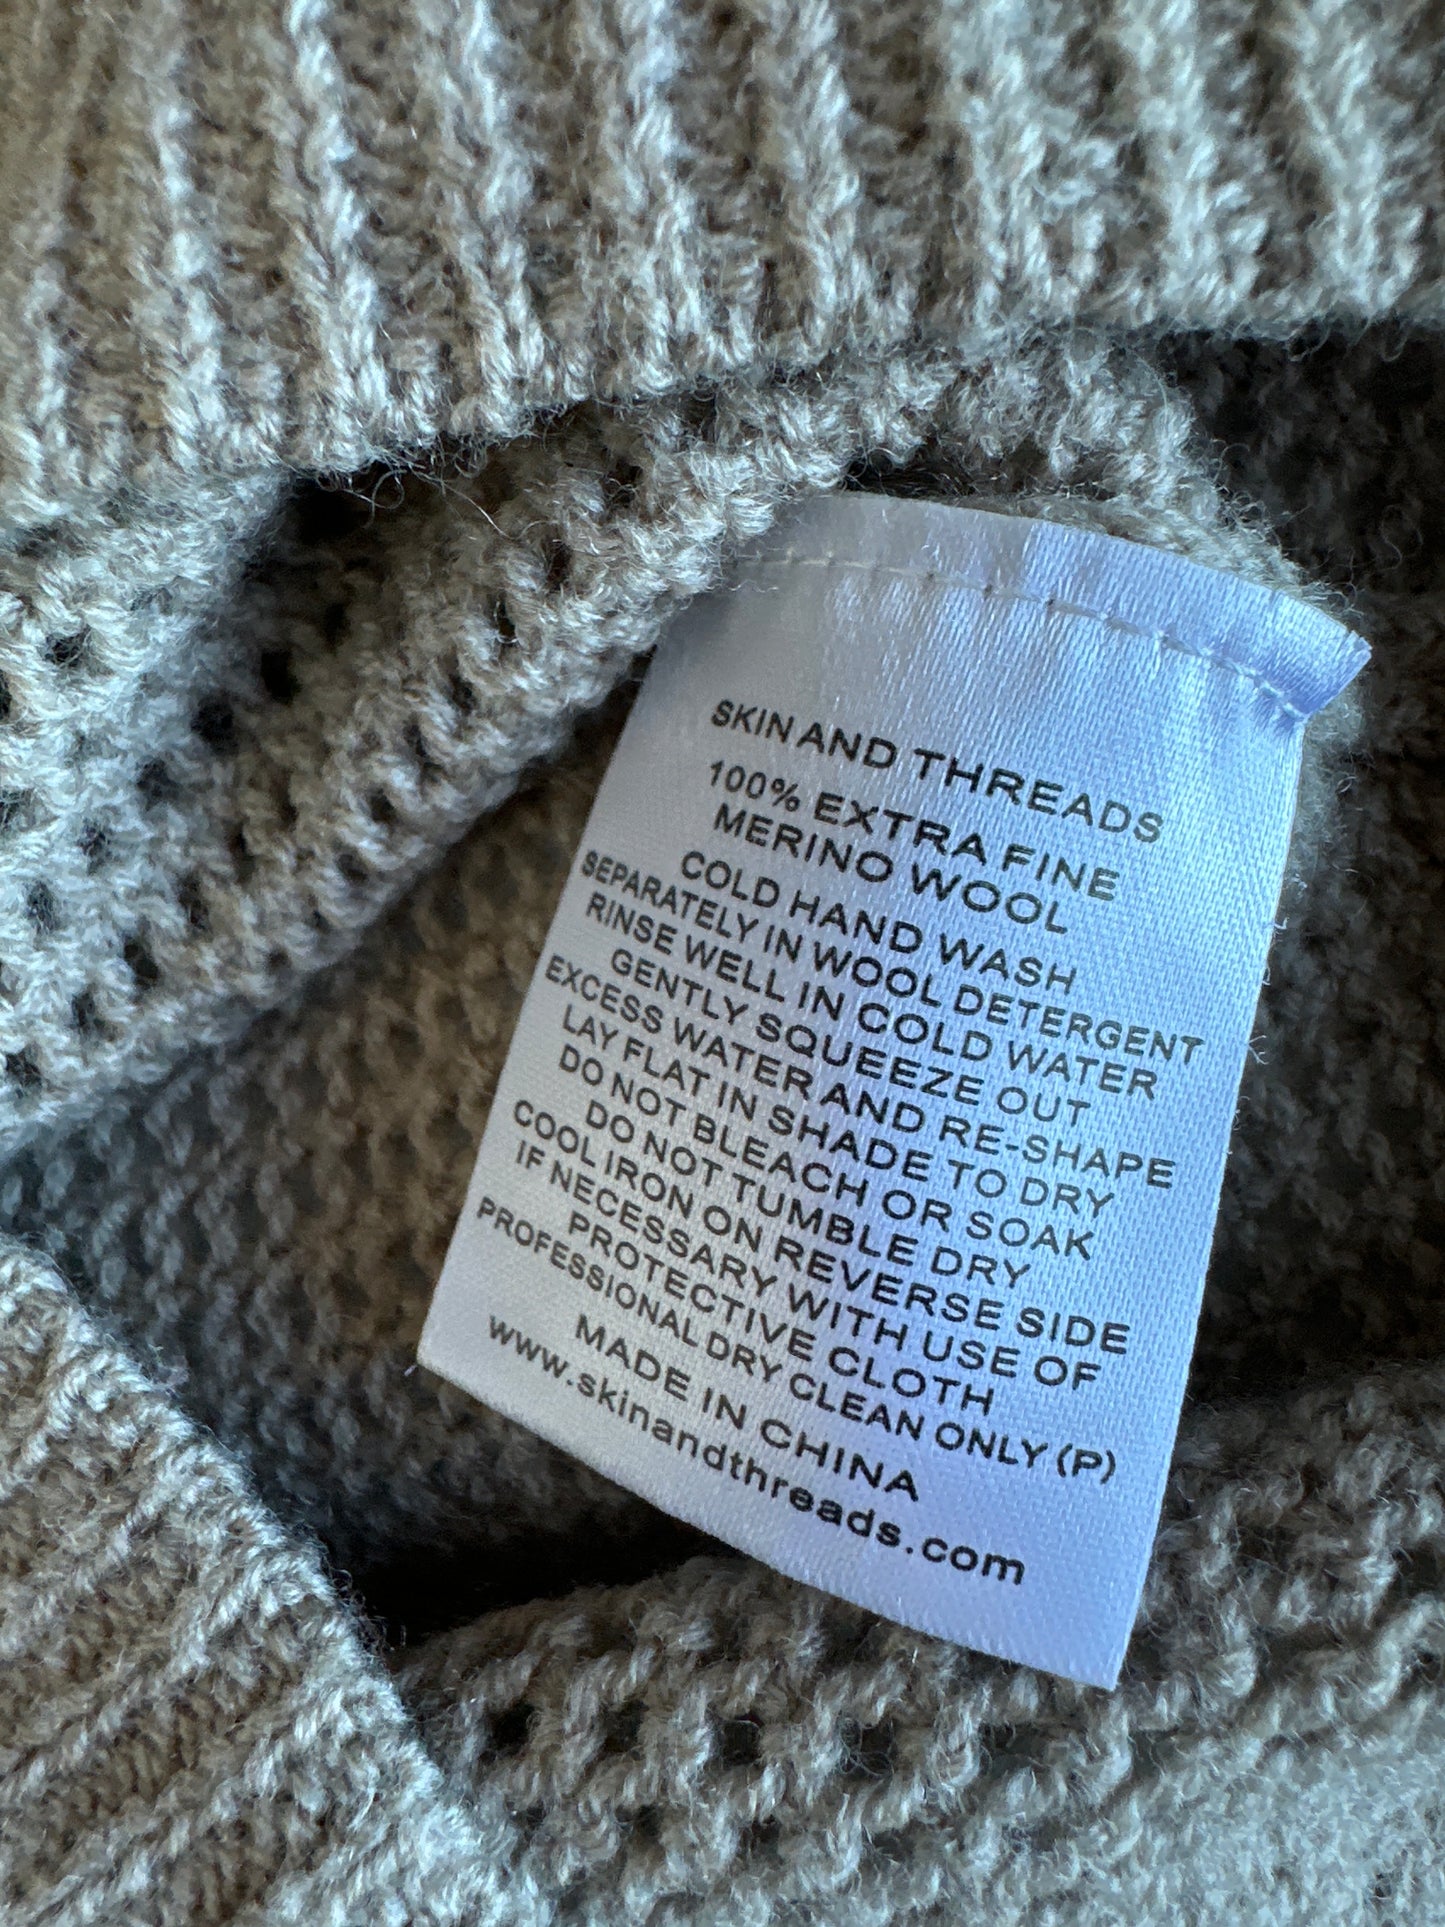 SKIN AND THREADS
100% EXTRA FINE
MERINO WOOL
COLD HAND WASH
SEPARATELY IN WOOL DETERGENT
RINSE WELL IN COLD WATER
GENTLY SQUEEZE OUT
EXCESS WATER AND RE-SHAPE
LAY FLAT IN SHADE TO DRY
DO NOT BLEACH OR SOAK
DO NOT TUMBLE DRY
COOL IRON ON REVERSE SIDE
IF NECESSARY WITH USE OF
PROTECTIVE CLOTH
PROFESSIONAL DRY CLEAN ONLY (P)
MADE IN CHINA
www.skinandthreads.com